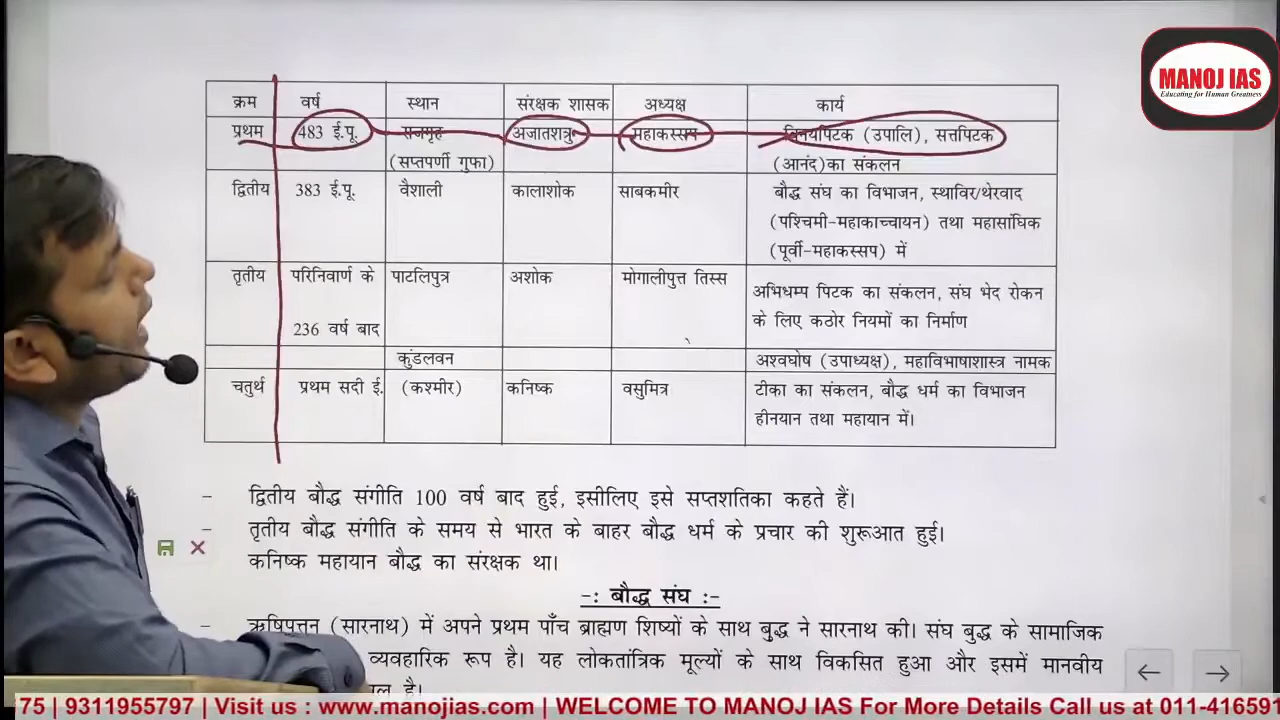 MANOJ IAS
Educating for Human Greatness
क्रम वर्ष स्थान संरक्षक शासक अध्यक्ष कार्य
प्रथम 483 ई.पू. राजगृह अजातशत्रु महाकस्सप विनयपिटक (उपालि), सत्तपिटक
(सप्तपर्णी गुफा) (आनंद)का संकलन
द्वितीय 383 ई.पू. वैशाली कालाशोक साबकमीर बौद्ध संघ का विभाजन, स्थाविर/थेरवाद
(पश्चिमी-महाकाच्चायन) तथा महासांघिक
(पूर्वी-महाकस्सप) में
तृतीय परिनिवार्ण के पाटलिपुत्र अशोक मोगालीपुत्त तिस्स
अभिधम्प पिटक का संकलन, संघ भेद रोकन
236 वर्ष बाद के लिए कठोर नियमों का निर्माण
कुंडलवन अश्वघोष (उपाध्यक्ष), महाविभाषाशास्त्र नामक
चतुर्थ प्रथम सदी ई. (कश्मीर) कनिष्क वसुमित्र टीका का संकलन, बौद्ध धर्म का विभाजन
हीनयान तथा महायान में।
– द्वितीय बौद्ध संगीति 100 वर्ष बाद हुई, इसीलिए इसे सप्तशतिका कहते हैं।
– तृतीय बौद्ध संगीति के समय से भारत के बाहर बौद्ध धर्म के प्रचार की शुरूआत हुई।
कनिष्क महायान बौद्ध का संरक्षक था।
-: बौद्ध संघ :-
– ऋषिपत्तन (सारनाथ) में अपने प्रथम पाँच ब्राह्मण शिष्यों के साथ बुद्ध ने सारनाथ की। संघ बुद्ध के सामाजिक
व्यवहारिक रूप है। यह लोकतांत्रिक मूल्यों के साथ विकसित हुआ और इसमें मानवीय
है।
75 | 9311955797 | Visit us : www.manojias.com | WELCOME TO MANOJ IAS For More Details Call us at 011-416591